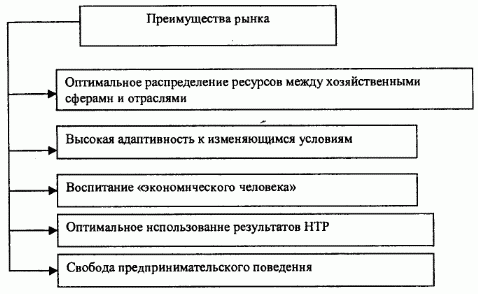 Преимущества рынка
Оптимальное распределение ресурсов между хозяйственными
сферами и отраслями
Высокая адаптивность к изменяющимся условиям
Воспитание «экономического человека»
Оптимальное использование результатов НТР
Свобода предпринимательского поведения